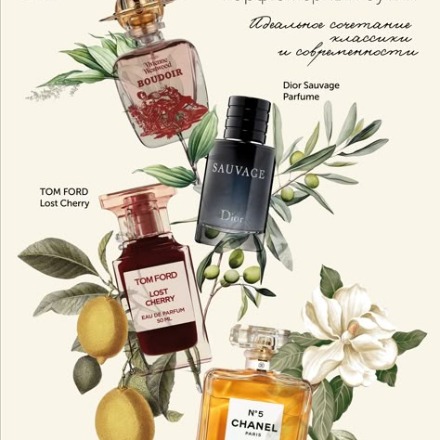 Идеальное сочетание
классики
и современности
Vivienne
Westwood
BOUDOIR
Dior Sauvage
Parfume
SAUVAGE
Dior
TOM FORD
Lost Cherry
TOM FORD
LOST
CHERRY
EAU DE PARFUM
50 ML
N°5
CHANEL
PARIS